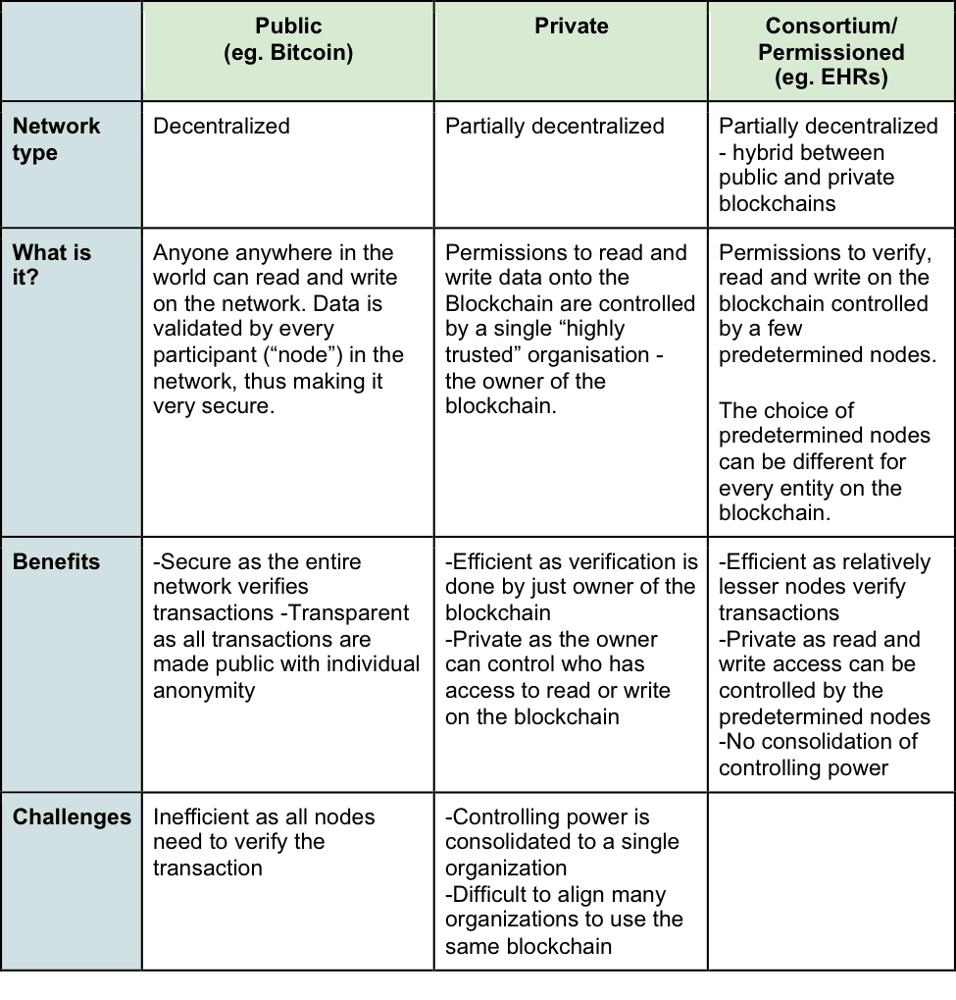 Public
(eg. Bitcoin)
Private
Consortium/
Permissioned
(eg. EHRs)
Network
type
Decentralized
Partially decentralized
Partially decentralized
- hybrid between
public and private
blockchains
What is
it?
Anyone anywhere in the
world can read and write
on the network. Data is
validated by every
participant (“node”) in the
network, thus making it
very secure.
Permissions to read and
write data onto the
Blockchain are controlled
by a single “highly
trusted” organisation -
the owner of the
blockchain.
Permissions to verify,
read and write on the
blockchain controlled
by a few
predetermined nodes.
The choice of
predetermined nodes
can be different for
every entity on the
blockchain.
Benefits
-Secure as the entire
network verifies
transactions -Transparent
as all transactions are
made public with individual
anonymity
-Efficient as verification is
done by just owner of the
blockchain
-Private as the owner
can control who has
access to read or write
on the blockchain
-Efficient as relatively
lesser nodes verify
transactions
-Private as read and
write access can be
controlled by the
predetermined nodes
-No consolidation of
controlling power
Challenges
Inefficient as all nodes
need to verify the
transaction
-Controlling power is
consolidated to a single
organization
-Difficult to align many
organizations to use the
same blockchain